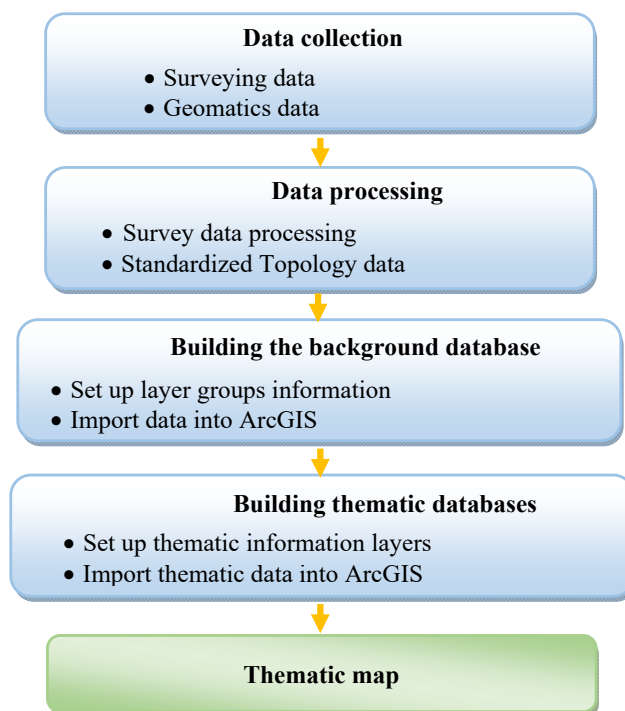 Data collection
• Surveying data
• Geomatics data
Data processing
• Survey data processing
• Standardized Topology data
Building the background database
• Set up layer groups information
• Import data into ArcGIS
Building thematic databases
• Set up thematic information layers
• Import thematic data into ArcGIS
Thematic map